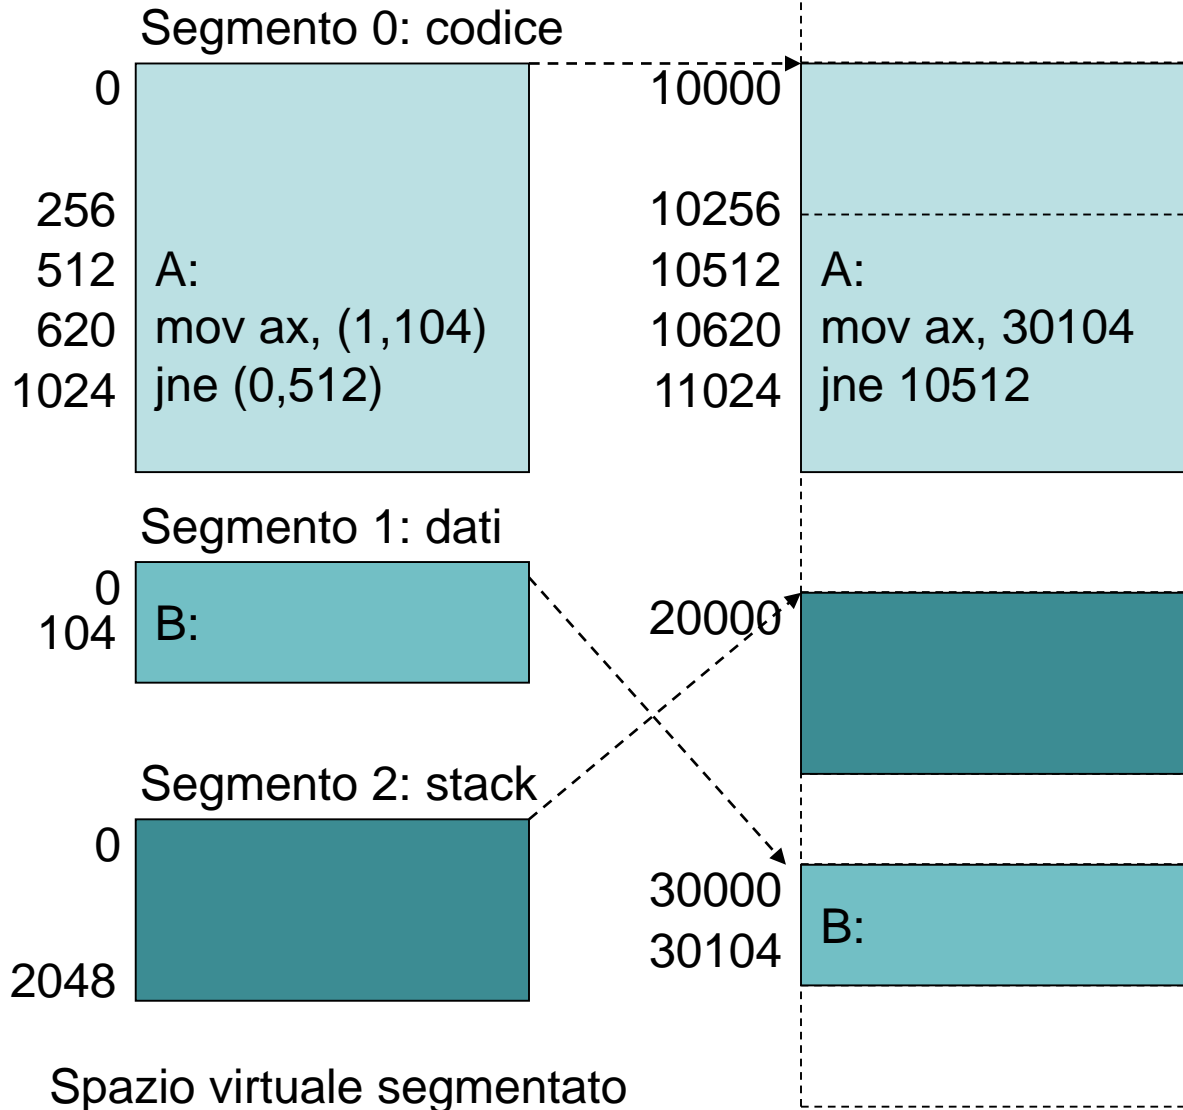 Segmento 0: codice
0
256
512
620
1024
A:
mov ax, (1,104)
jne (0,512)
10000
10256
10512
10620
11024
A:
mov ax, 30104
jne 10512
Segmento 1: dati
0
104
B:
20000
Segmento 2: stack
0
2048
30000
30104
B:
Spazio virtuale segmentato